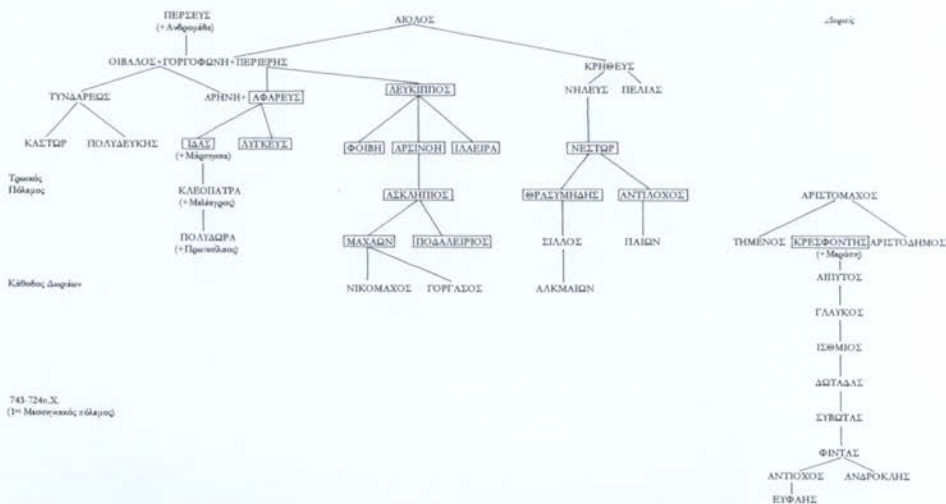 ΠΕΡΣΕΥΣ
(+Ανδρομέδα)
ΑΙΟΛΟΣ
Δωριείς
ΟΙΒΑΛΟΣ+ΓΟΡΓΟΦΩΝΗ+ΠΕΡΙΕΡΗΣ
ΚΡΗΘΕΥΣ
ΤΥΝΔΑΡΕΩΣ
ΑΡΗΝΗ+ ΑΦΑΡΕΥΣ
ΛΕΥΚΙΠΠΟΣ
ΝΗΛΕΥΣ ΠΕΛΙΑΣ
ΚΑΣΤΩΡ ΠΟΛΥΔΕΥΚΗΣ
ΙΔΑΣ ΛΥΓΚΕΥΣ
ΦΟΙΒΗ ΑΡΣΙΝΟΗ ΙΛΑΕΙΡΑ
ΝΕΣΤΩΡ
(+Μάρπησσα)
Τρωικός
Πόλεμος
ΚΛΕΟΠΑΤΡΑ
(+Μελέαγρος)
ΑΣΚΛΗΠΙΟΣ
ΘΡΑΣΥΜΗΔΗΣ ΑΝΤΙΛΟΧΟΣ
ΑΡΙΣΤΟΜΑΧΟΣ
ΠΟΛΥΔΩΡΑ
(+Πρωτεσίλαος)
ΜΑΧΑΩΝ ΠΟΔΑΛΕΙΡΙΟΣ
ΣΙΛΛΟΣ ΠΑΙΩΝ
ΤΗΜΕΝΟΣ ΚΡΕΣΦΟΝΤΗΣ ΑΡΙΣΤΟΔΗΜΟΣ
(+Μερόπη)
Κάθοδος Δωριέων
ΝΙΚΟΜΑΧΟΣ ΓΟΡΓΑΣΟΣ
ΑΛΚΜΑΙΩΝ
ΑΙΠΥΤΟΣ
ΓΛΑΥΚΟΣ
ΙΣΘΜΙΟΣ
ΔΩΤΑΔΑΣ
743-724π.Χ.
(1ος Μεσσηνιακός πόλεμος)
ΣΥΒΩΤΑΣ
ΦΙΝΤΑΣ
ΑΝΤΙΟΧΟΣ ΑΝΔΡΟΚΛΗΣ
ΕΥΦΑΗΣ